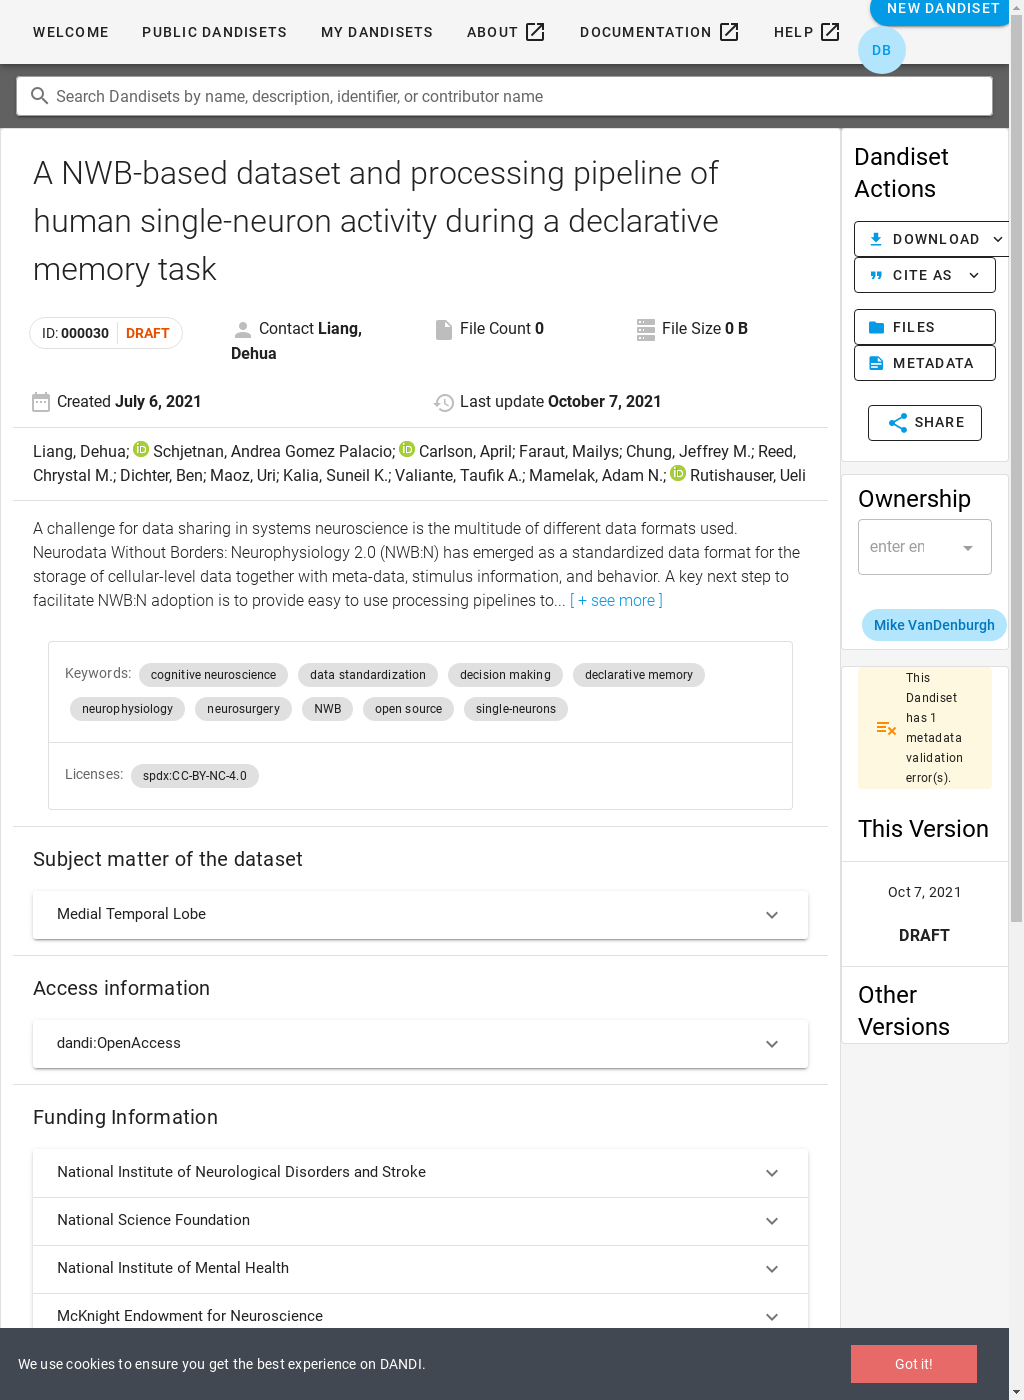 WELCOME
PUBLIC DANDISETS
MY DANDISETS
ABOUT
DOCUMENTATION
HELP
NEW DANDISET
DB
Search Dandisets by name, description, identifier, or contributor name
A NWB-based dataset and processing pipeline of
human single-neuron activity during a declarative
memory task
ID: 000030
DRAFT
Contact Liang,
Dehua
File Count 0
File Size 0 B
Created July 6, 2021
Last update October 7, 2021
Liang, Dehua; iD Schjetnan, Andrea Gomez Palacio; iD Carlson, April; Faraut, Mailys; Chung, Jeffrey M.; Reed,
Chrystal M.; Dichter, Ben; Maoz, Uri; Kalia, Suneil K.; Valiante, Taufik A.; Mamelak, Adam N.; iD Rutishauser, Ueli
A challenge for data sharing in systems neuroscience is the multitude of different data formats used.
Neurodata Without Borders: Neurophysiology 2.0 (NWB:N) has emerged as a standardized data format for the
storage of cellular-level data together with meta-data, stimulus information, and behavior. A key next step to
facilitate NWB:N adoption is to provide easy to use processing pipelines to... [ + see more ]
Keywords: cognitive neuroscience data standardization decision making declarative memory
neurophysiology neurosurgery NWB open source single-neurons
Licenses: spdx:CC-BY-NC-4.0
Subject matter of the dataset
Medial Temporal Lobe
Access information
dandi:OpenAccess
Funding Information
National Institute of Neurological Disorders and Stroke
National Science Foundation
National Institute of Mental Health
McKnight Endowment for Neuroscience
Dandiset
Actions
DOWNLOAD
CITE AS
FILES
METADATA
SHARE
Ownership
enter en
Mike VanDenburgh
This
Dandiset
has 1
metadata
validation
error(s).
This Version
Oct 7, 2021
DRAFT
Other
Versions
We use cookies to ensure you get the best experience on DANDI.
Got it!